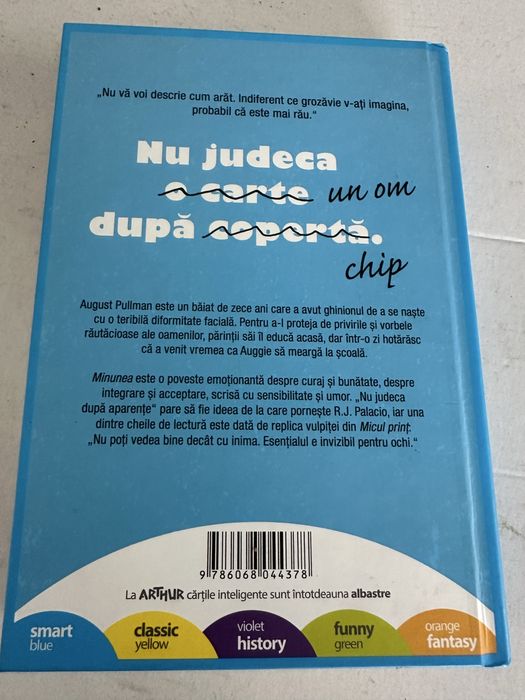 „Nu vă voi descrie cum arăt. Indiferent ce grozăvie v-ați imagina,
probabil că este mai rău.“
Nu judeca
o carte un om
după copertă.
chip
August Pullman este un băiat de zece ani care a avut ghinionul de a se naște
cu o teribilă diformitate facială. Pentru a-l proteja de privirile și vorbele
răutăcioase ale oamenilor, părinții săi îl educă acasă, dar într-o zi hotărăsc
că a venit vremea ca Auggie să meargă la școală.
Minunea este o poveste emoționantă despre curaj și bunătate, despre
integrare și acceptare, scrisă cu sensibilitate și umor. „Nu judeca
după aparențe“ pare să fie ideea de la care pornește R.J. Palacio, iar una
dintre cheile de lectură este dată de replica vulpiței din Micul prinț:
„Nu poți vedea bine decât cu inima. Esențialul e invizibil pentru ochi.“
9 786068 044378
La ARTHUR cărțile inteligente sunt întotdeauna albastre
smart
blue
classic
yellow
violet
history
funny
green
orange
fantasy